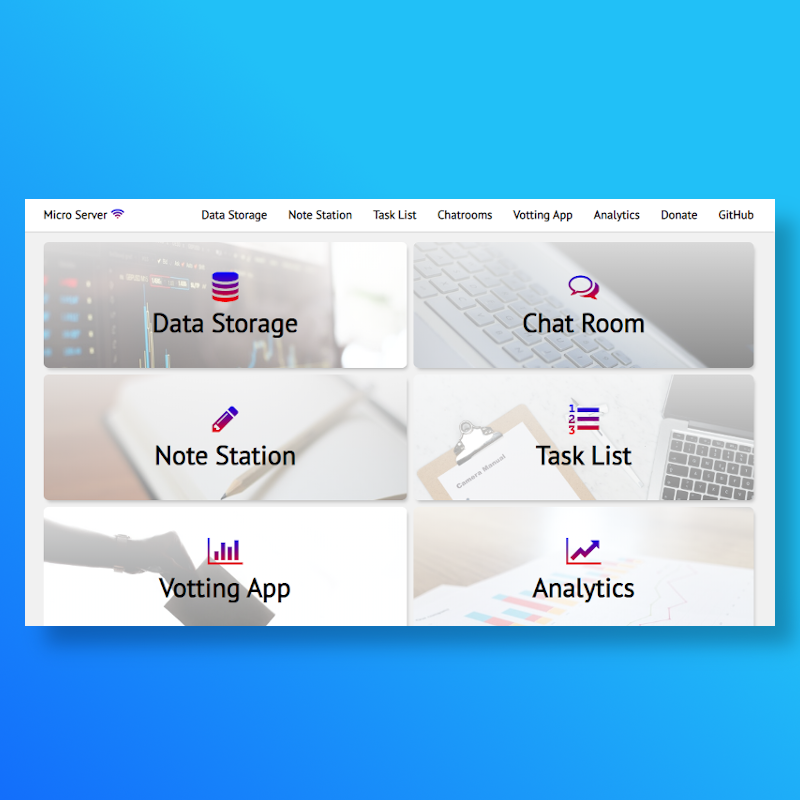 Micro Server
Data Storage Note Station Task List Chatrooms Votting App Analytics Donate GitHub
Data Storage
Chat Room
Note Station
1
2
3
Task List
Camera Manual
Votting App
Analytics